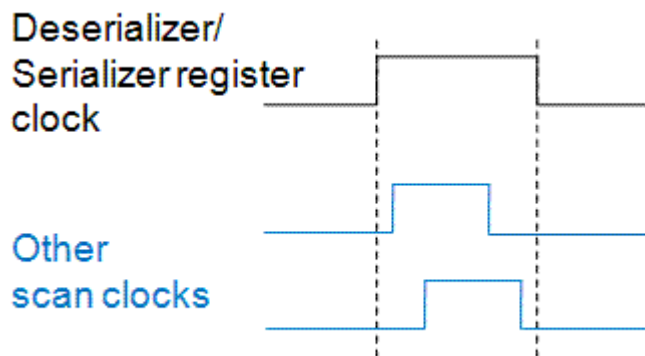 Deserializer/
Serializer register
clock
Other
scan clocks